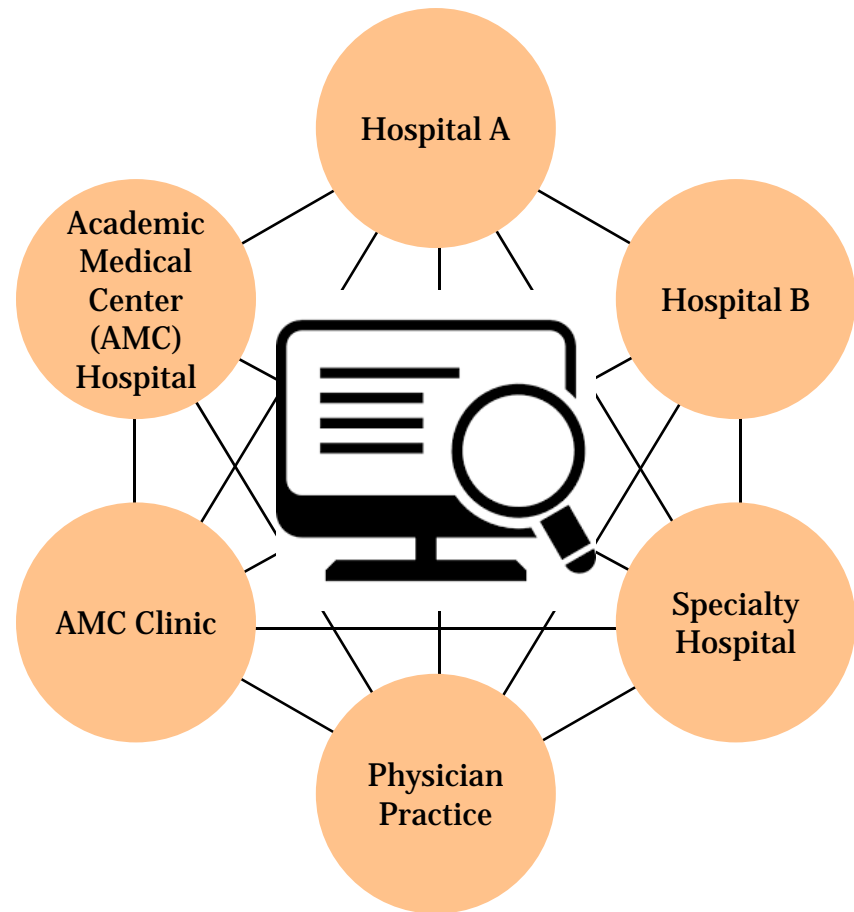 Hospital A
Academic
Medical
Center
(AMC)
Hospital
Hospital B
AMC Clinic
Specialty
Hospital
Physician
Practice